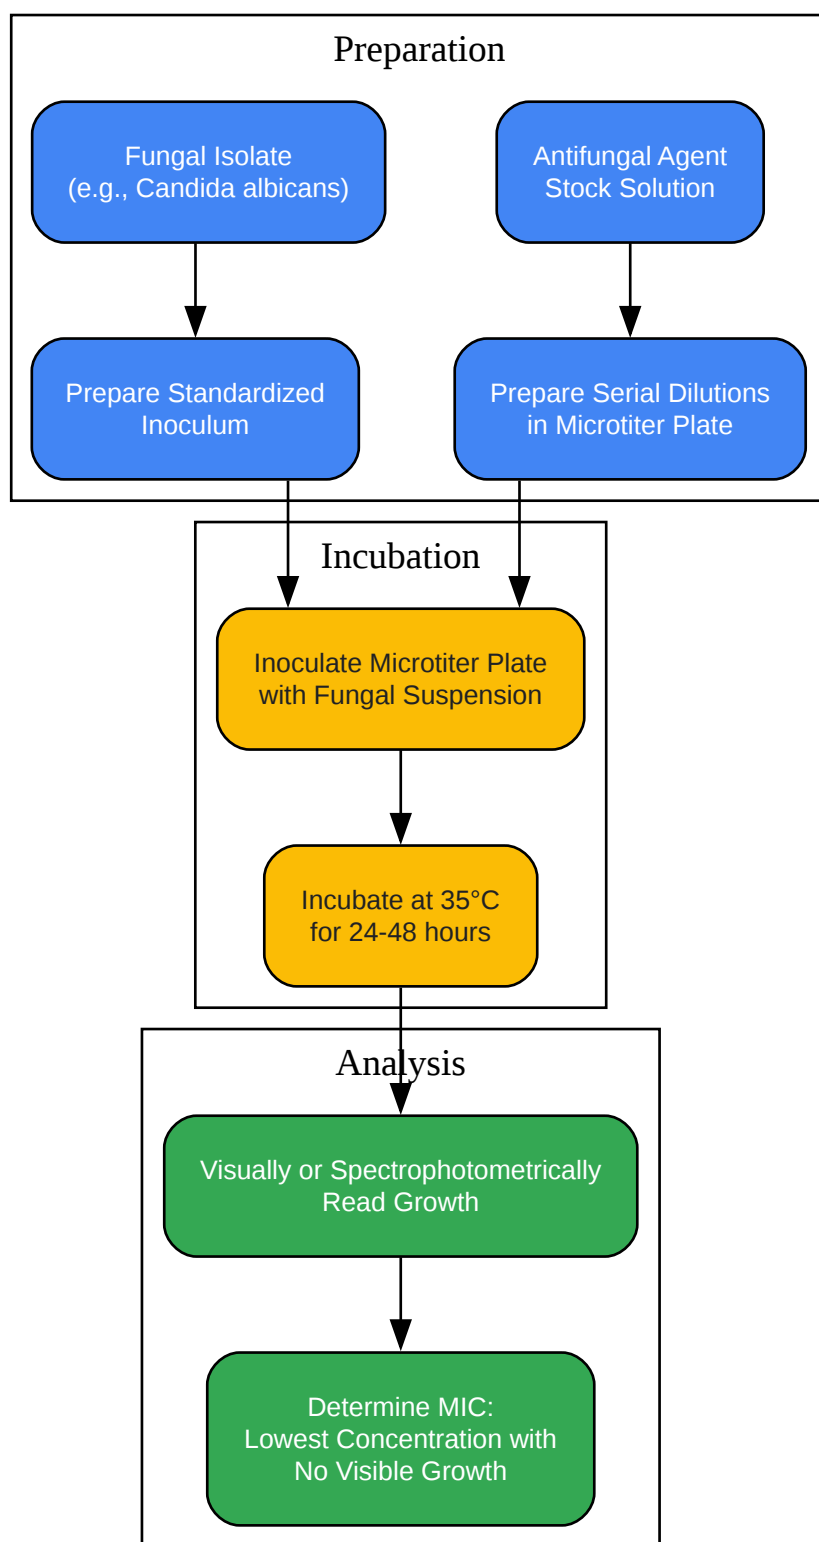 Preparation
Fungal Isolate
(e.g., Candida albicans)
Antifungal Agent
Stock Solution
Prepare Standardized
Inoculum
Prepare Serial Dilutions
in Microtiter Plate
Incubation
Inoculate Microtiter Plate
with Fungal Suspension
Incubate at 35°C
for 24-48 hours
Analysis
Visually or Spectrophotometrically
Read Growth
Determine MIC:
Lowest Concentration with
No Visible Growth